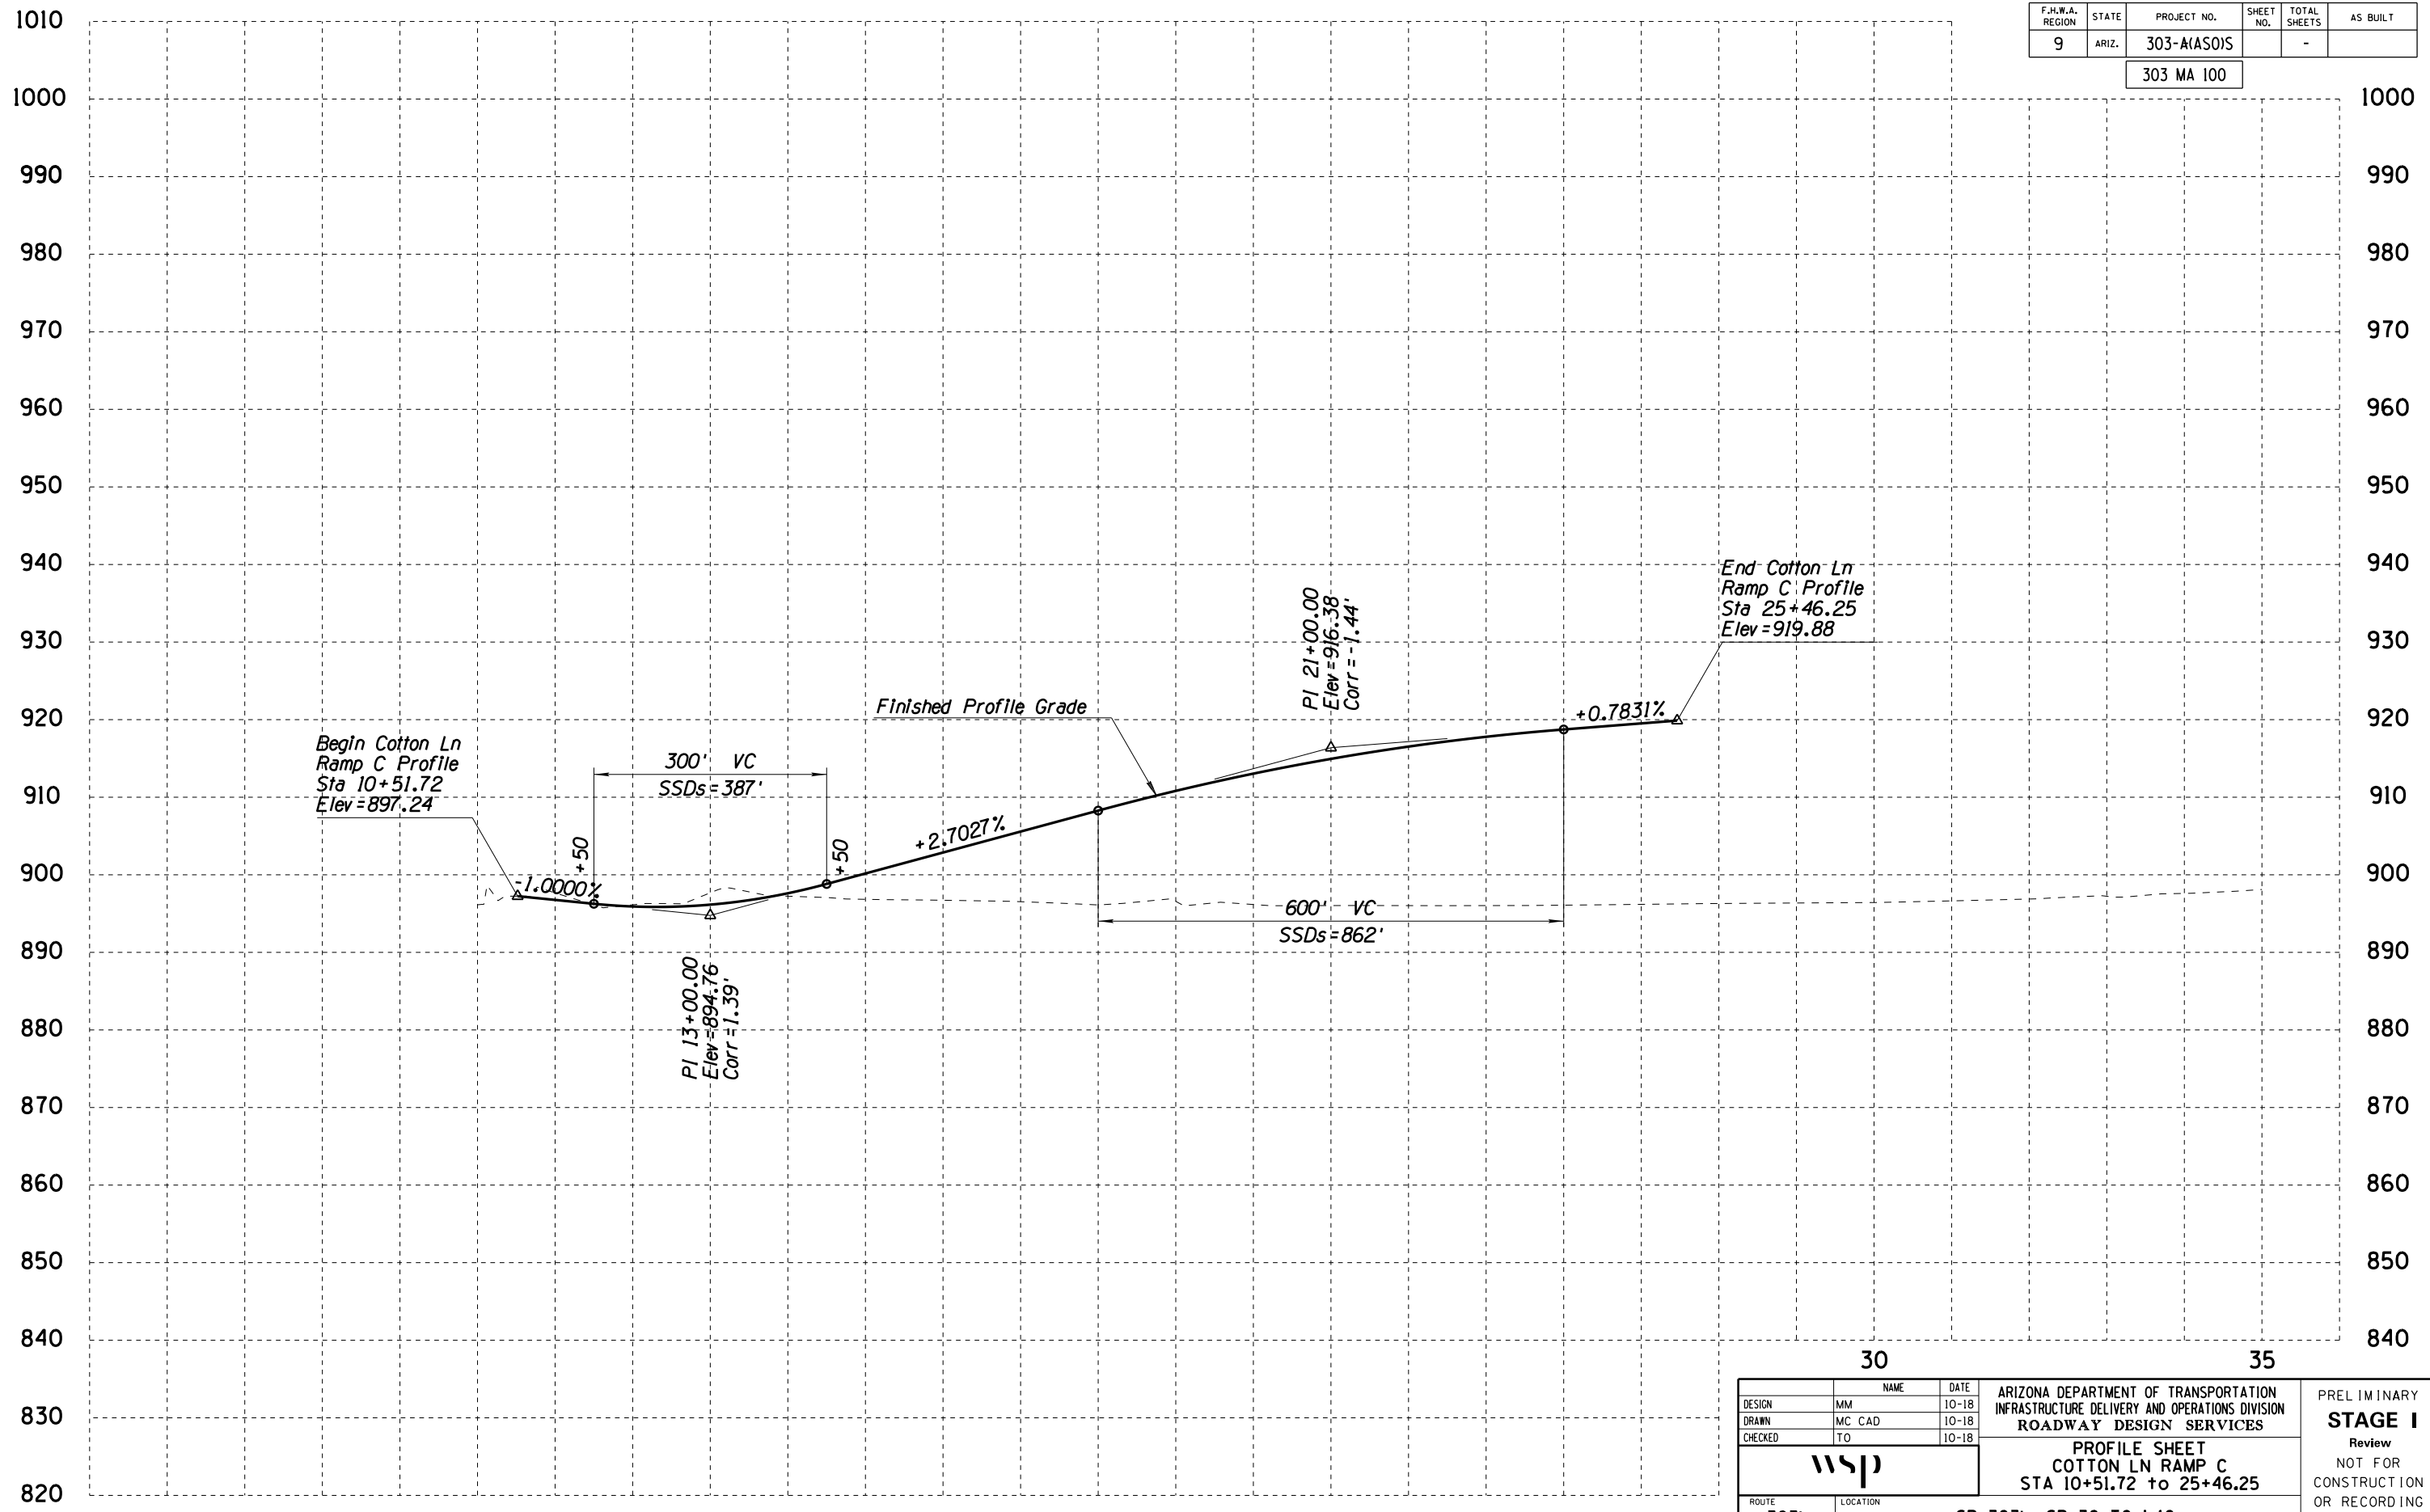 F.H.W.A. REGION STATE PROJECT NO. SHEET NO. TOTAL SHEETS AS BUILT
9 ARIZ. 303-A(ASO)S -
303 MA 100
1010
1000 1000
990 990
980 980
970 970
960 960
950 950
940 940
930 930
920 920
910 910
900 900
890 890
880 880
870 870
860 860
850 850
840 840
830
820
Begin Cotton Ln
Ramp C Profile
Sta 10+51.72
Elev=897.24
-1.0000%
+50
300' VC
SSDs=387'
+50
PI 13+00.00
Elev=894.76
Corr=1.39'
+2.7027%
Finished Profile Grade
600' VC
SSDs=862'
PI 21+00.00
Elev=916.38
Corr=-1.44'
+0.7831%
End Cotton Ln
Ramp C Profile
Sta 25+46.25
Elev=919.88
30 35
NAME DATE
DESIGN MM 10-18
DRAWN MC CAD 10-18
CHECKED TO 10-18
wsp
ARIZONA DEPARTMENT OF TRANSPORTATION
INFRASTRUCTURE DELIVERY AND OPERATIONS DIVISION
ROADWAY DESIGN SERVICES
PROFILE SHEET
COTTON LN RAMP C
STA 10+51.72 to 25+46.25
PRELIMINARY
STAGE I
Review
NOT FOR
CONSTRUCTION
OR RECORDING
ROUTE LOCATION